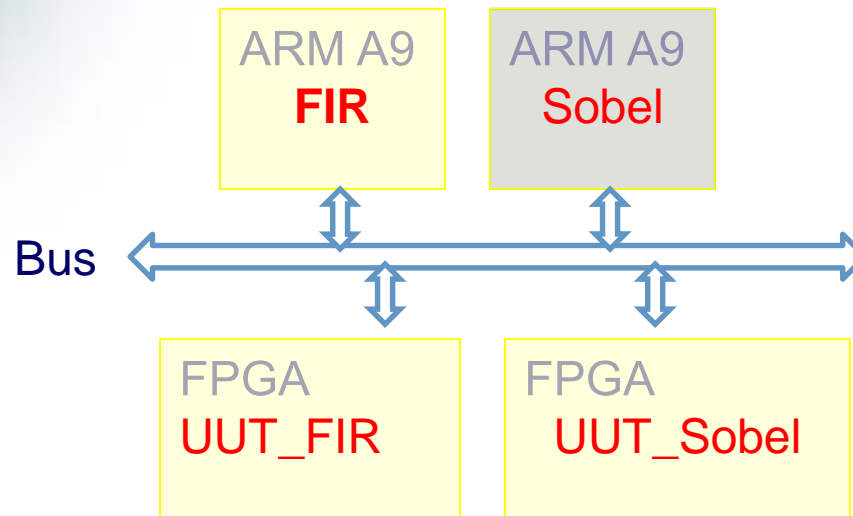 ARM A9
FIR
ARM A9
Sobel
Bus
FPGA
UUT_FIR
FPGA
UUT_Sobel